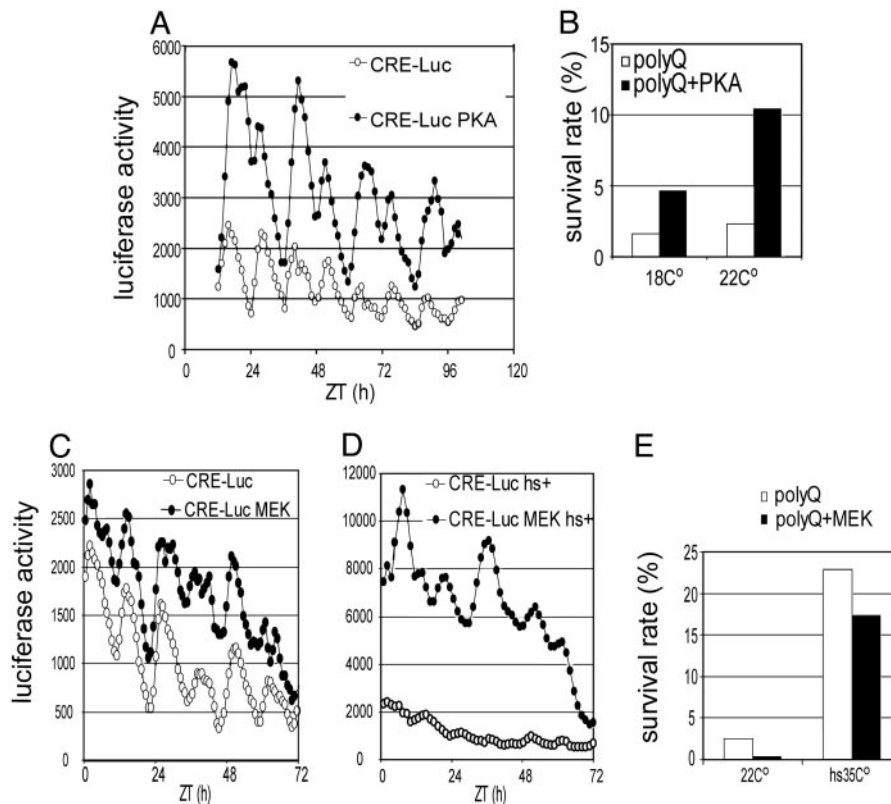 A
luciferase activity
6000
5000
4000
3000
2000
1000
0
CRE-Luc
CRE-Luc PKA
0 24 48 72 96 120
ZT (h)
B
survival rate (%)
15
10
5
0
polyQ
polyQ+PKA
18Cº 22Cº
C
luciferase activity
3000
2500
2000
1500
1000
500
0
CRE-Luc
CRE-Luc MEK
0 24 48 72
ZT (h)
D
12000
10000
8000
6000
4000
2000
0
CRE-Luc hs+
CRE-Luc MEK hs+
0 24 48 72
ZT (h)
E
polyQ
polyQ+MEK
survival rate (%)
25
20
15
10
5
0
22Cº hs35Cº